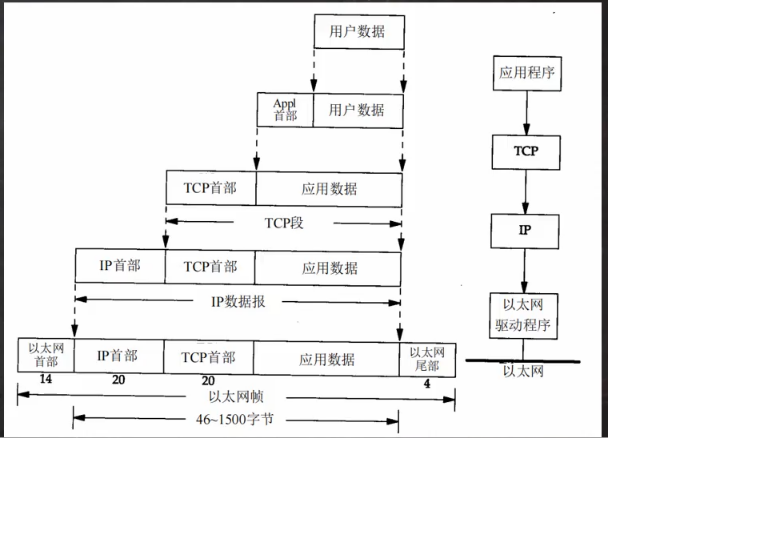 用户数据
Appl
首部
用户数据
TCP首部
应用数据
TCP段
IP首部
TCP首部
应用数据
IP数据报
以太网
首部
IP首部
TCP首部
应用数据
以太网
尾部
14
20
20
4
以太网帧
46~1500字节
应用程序
TCP
IP
以太网
驱动程序
以太网